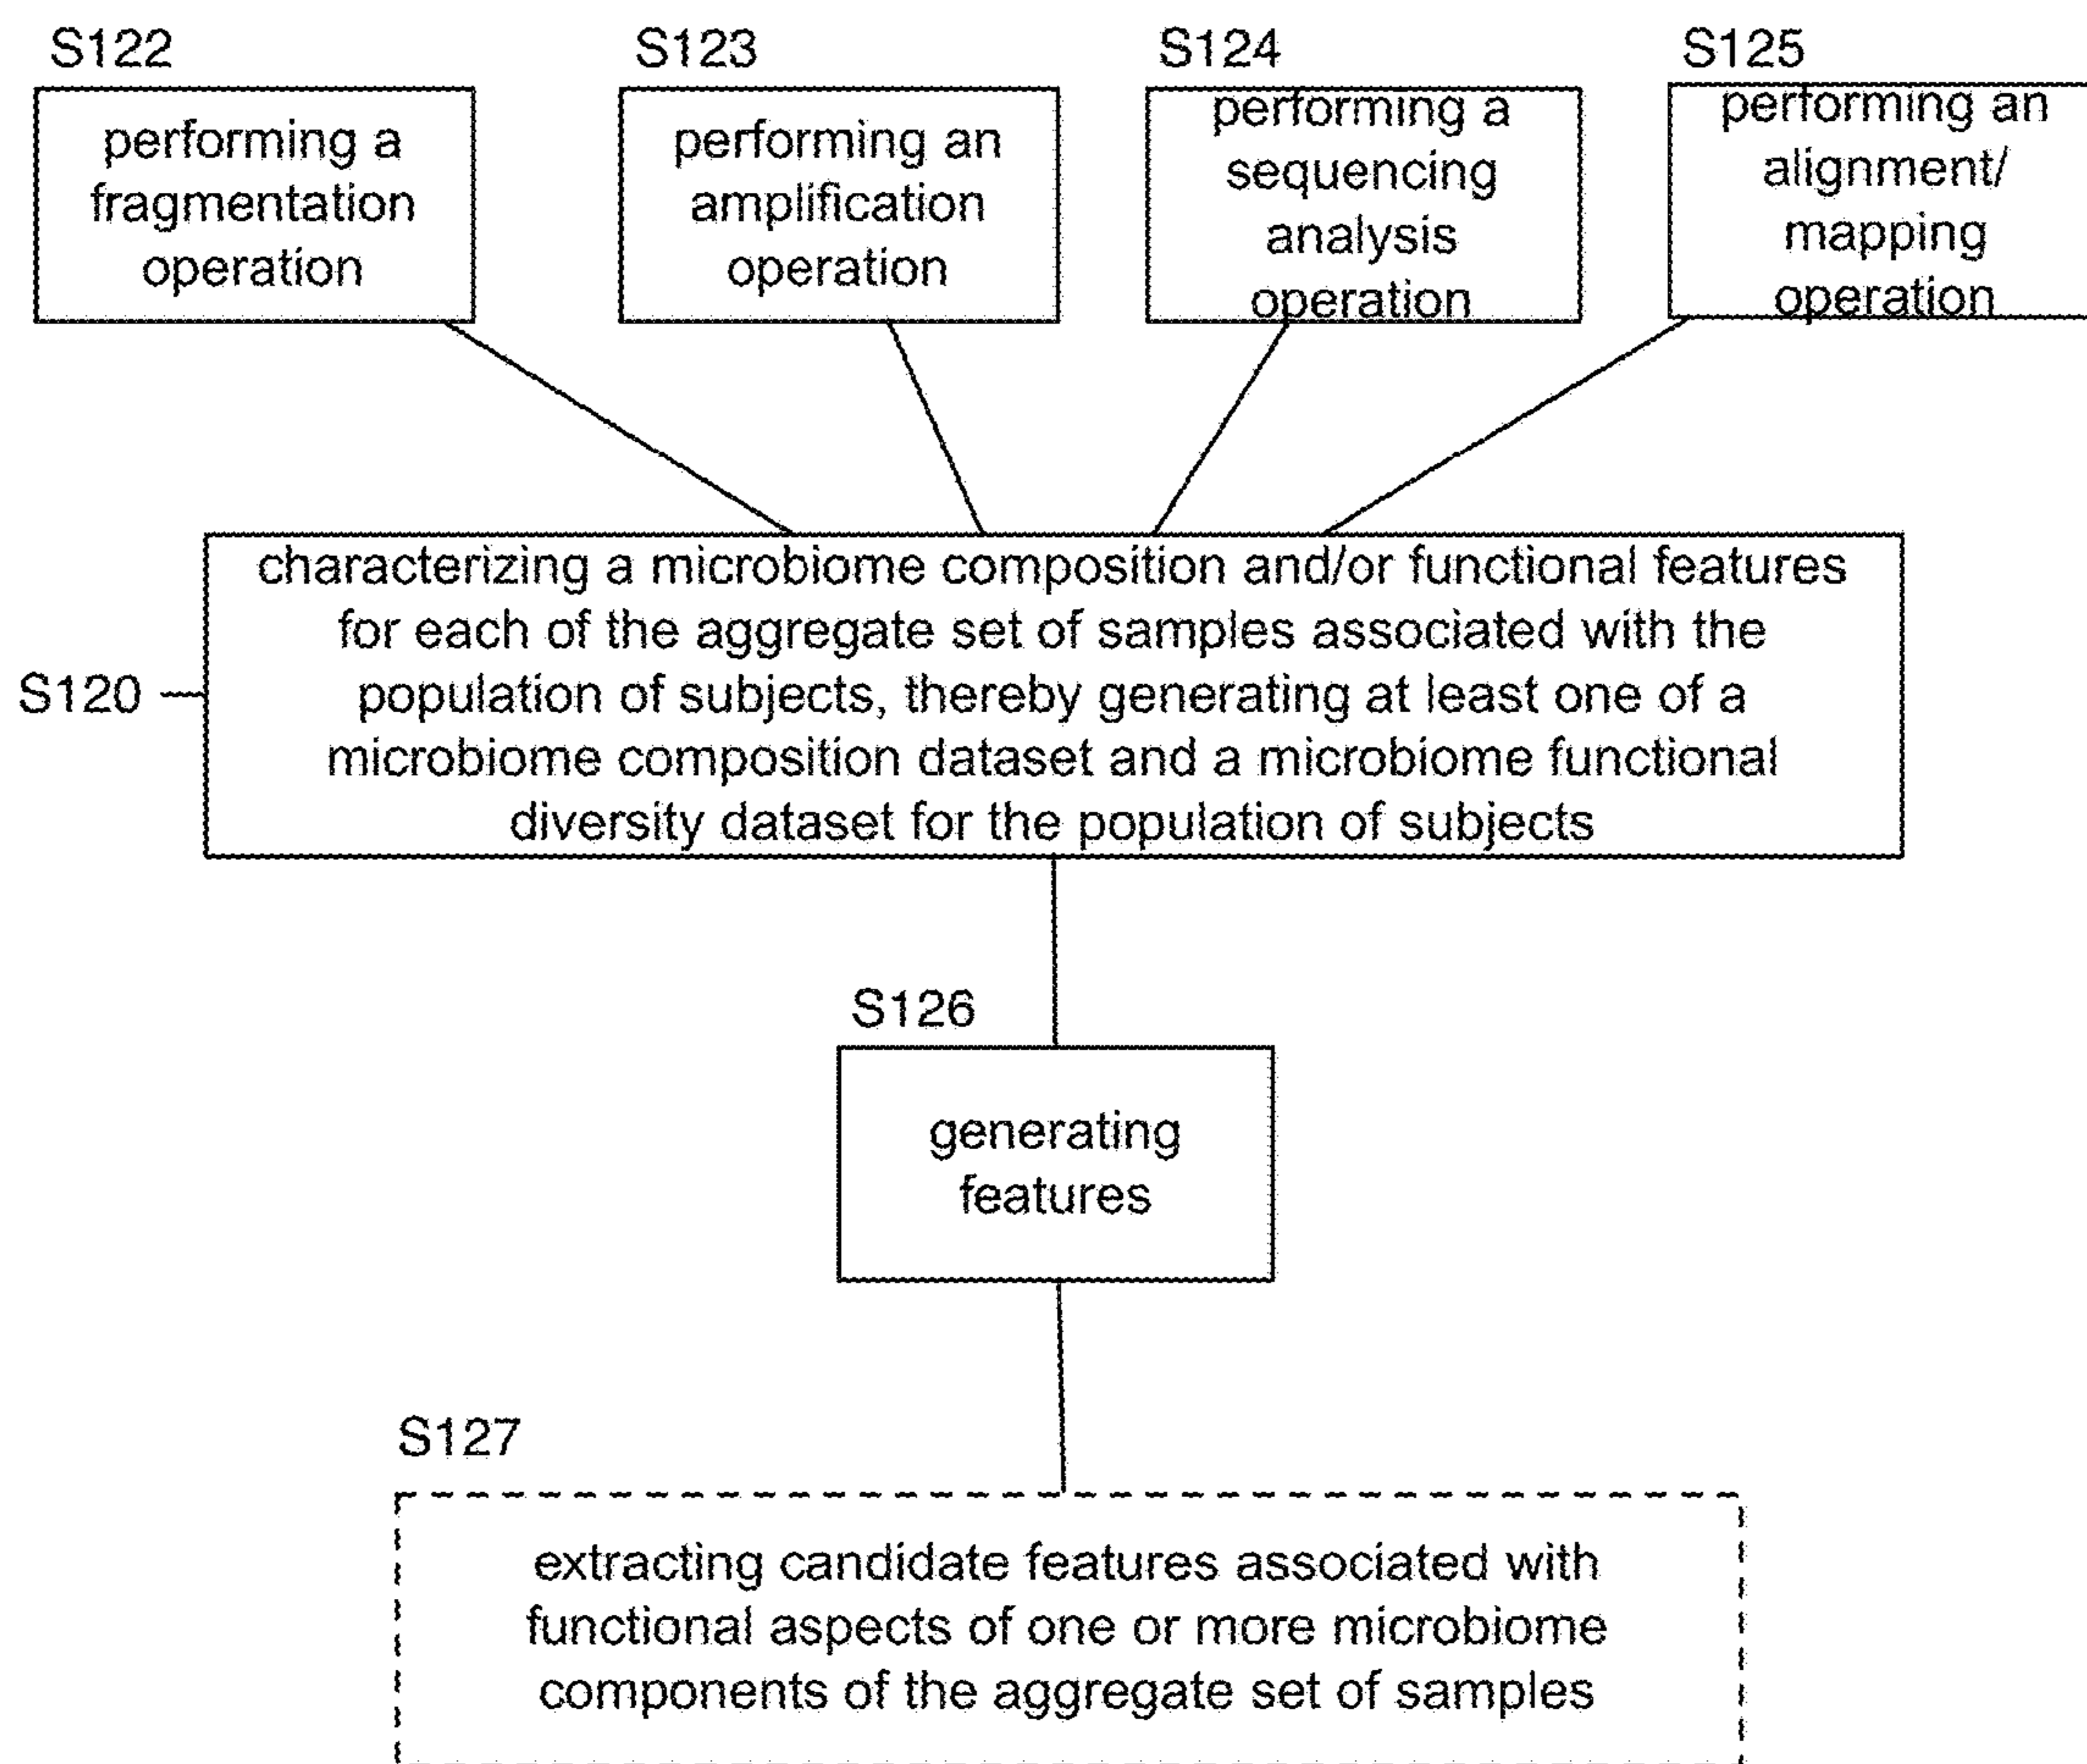 S122
performing a
fragmentation
operation
S123
performing an
amplification
operation
S124
performing a
sequencing
analysis
operation
S125
performing an
alignment/
mapping
operation
S120
characterizing a microbiome composition and/or functional features
for each of the aggregate set of samples associated with the
population of subjects, thereby generating at least one of a
microbiome composition dataset and a microbiome functional
diversity dataset for the population of subjects
S126
generating
features
S127
extracting candidate features associated with
functional aspects of one or more microbiome
components of the aggregate set of samples